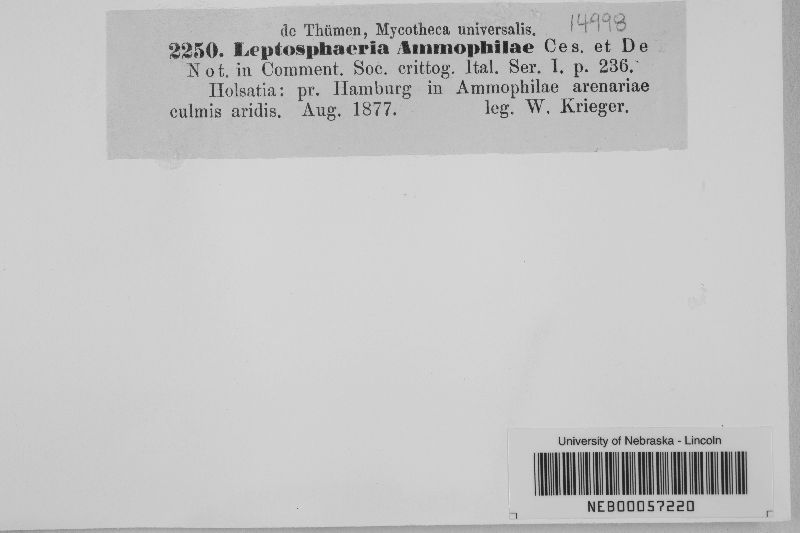 de Thümen, Mycotheca universalis. 14998
2250. Leptosphaeria Ammophilae Ces. et De
Not. in Comment. Soc. crittog. Ital. Ser. I. p. 236.
Holsatia: pr. Hamburg in Ammophilae arenariae
culmis aridis. Aug. 1877. leg. W. Krieger.
University of Nebraska - Lincoln
NEB00057220